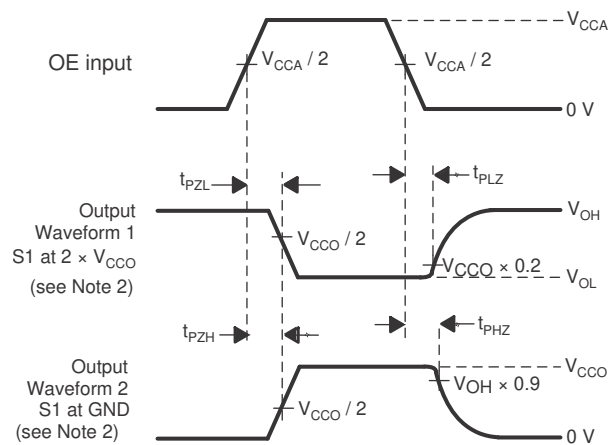 V_CCA
OE input
V_CCA / 2
V_CCA / 2
0 V
t_PZL
t_PLZ
Output
Waveform 1
S1 at 2 × V_CCO
(see Note 2)
V_OH
V_CCO / 2
V_CCO × 0.2
V_OL
t_PZH
t_PHZ
Output
Waveform 2
S1 at GND
(see Note 2)
V_CCO
V_OH × 0.9
V_CCO / 2
0 V